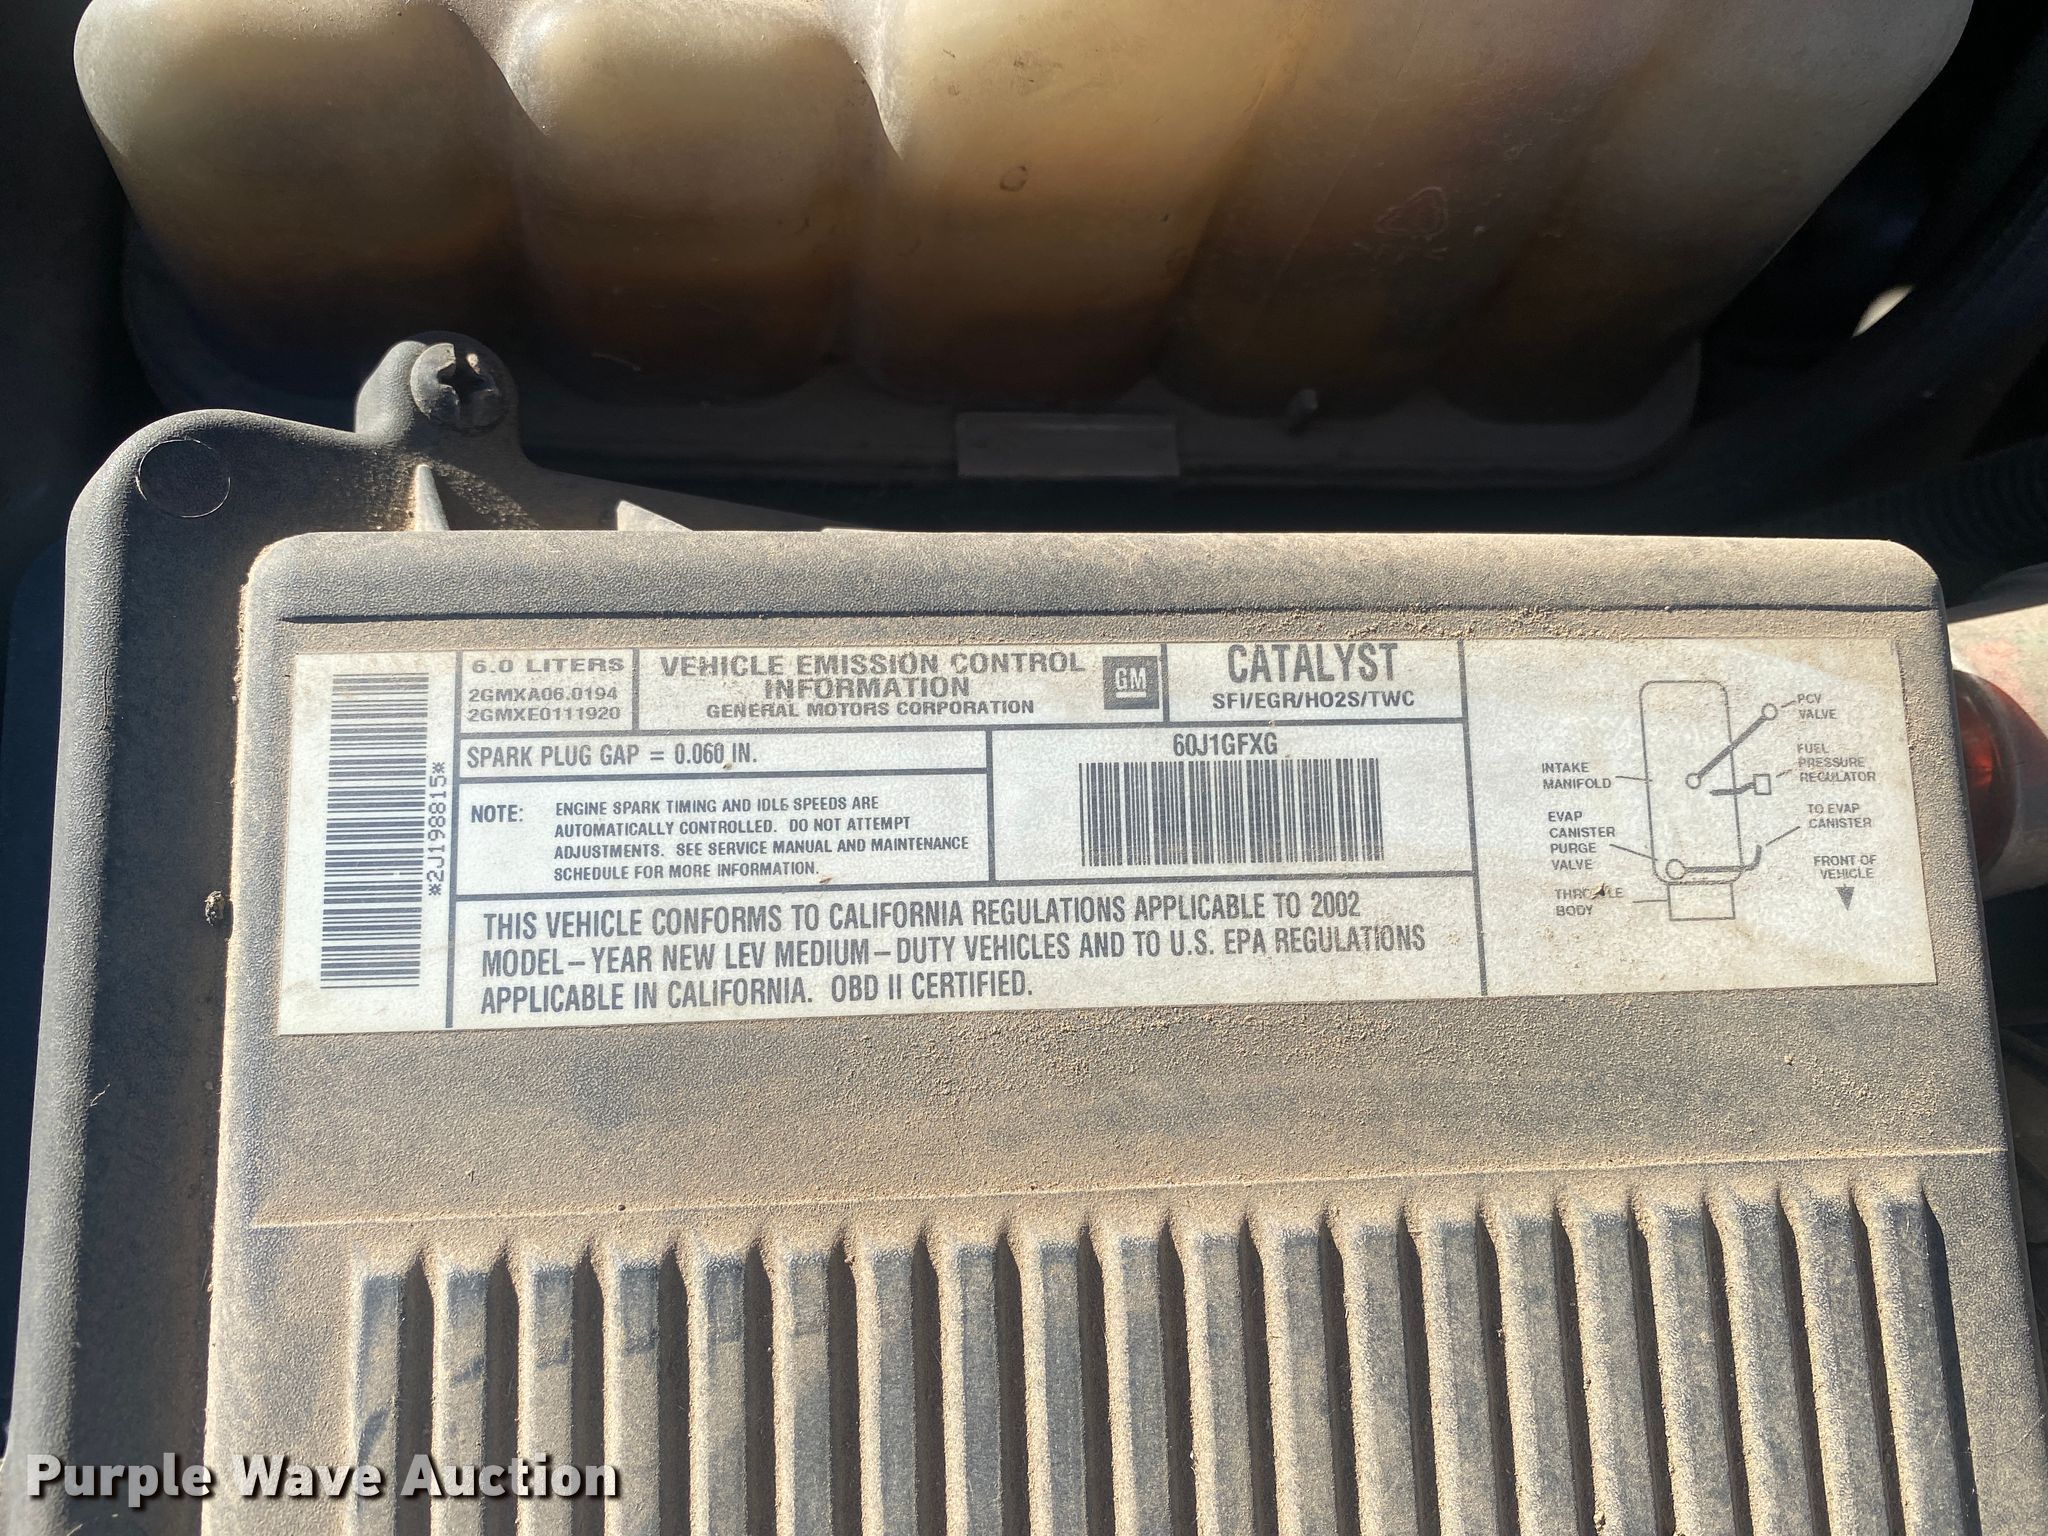 6.0 LITERS
2GMXA06.0194
2GMXE0111920
VEHICLE EMISSION CONTROL
INFORMATION
GENERAL MOTORS CORPORATION
GM
CATALYST
SFI/EGR/HO2S/TWC
*2J198815*
SPARK PLUG GAP = 0.060 IN.
NOTE: ENGINE SPARK TIMING AND IDLE SPEEDS ARE
AUTOMATICALLY CONTROLLED. DO NOT ATTEMPT
ADJUSTMENTS. SEE SERVICE MANUAL AND MAINTENANCE
SCHEDULE FOR MORE INFORMATION.
60J1GFXG
THIS VEHICLE CONFORMS TO CALIFORNIA REGULATIONS APPLICABLE TO 2002
MODEL-YEAR NEW LEV MEDIUM-DUTY VEHICLES AND TO U.S. EPA REGULATIONS
APPLICABLE IN CALIFORNIA. OBD II CERTIFIED.
PCV
VALVE
FUEL
PRESSURE
REGULATOR
INTAKE
MANIFOLD
TO EVAP
CANISTER
EVAP
CANISTER
PURGE
VALVE
FRONT OF
VEHICLE
THROTTLE
BODY
Purple Wave Auction